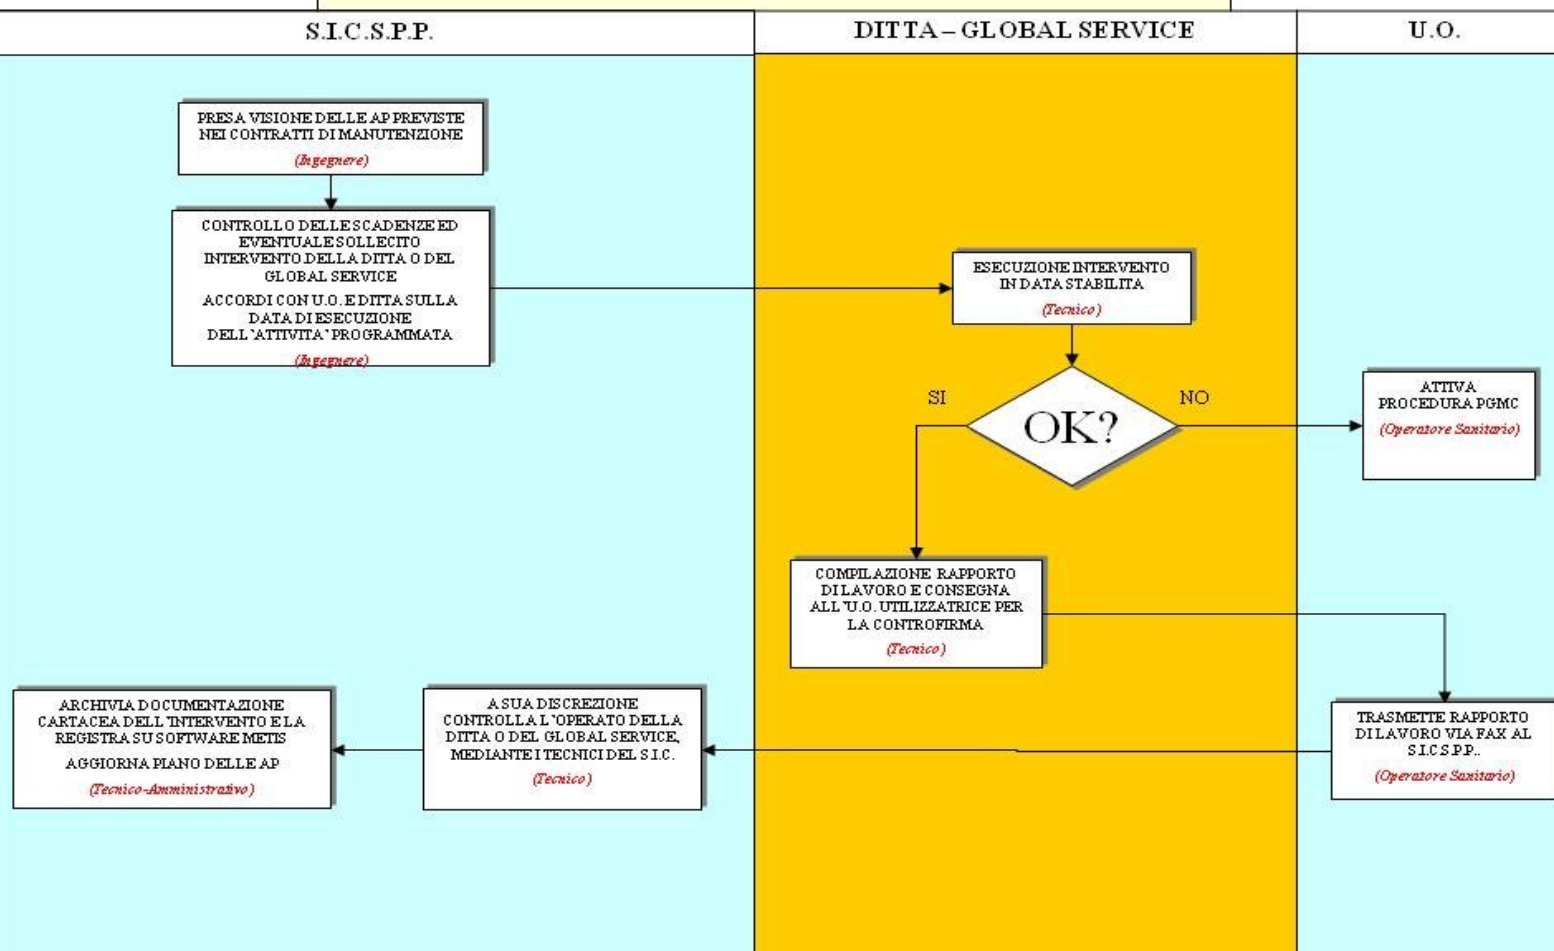 S.I.C.S.P.P.
DITTA – GLOBAL SERVICE
U.O.
PRESA VISIONE DELLE AP PREVISTE
NEI CONTRATTI DI MANUTENZIONE
(Ingegnere)
CONTROLLO DELLE SCADENZE ED
EVENTUALE SOLLECITO
INTERVENTO DELLA DITTA O DEL
GLOBAL SERVICE
ACCORDI CON U.O. E DITTA SULLA
DATA DI ESECUZIONE
DELL'ATTIVITA' PROGRAMMATA
(Ingegnere)
ESECUZIONE INTERVENTO
IN DATA STABILITA
(Tecnico)
SI
OK?
NO
ATTIVA
PROCEDURA PGMC
(Operatore Sanitario)
COMPILAZIONE RAPPORTO
DI LAVORO E CONSEGNA
ALL'U.O. UTILIZZATRICE PER
LA CONTROFIRMA
(Tecnico)
TRASMETTE RAPPORTO
DI LAVORO VIA FAX AL
S.I.C.S.P.P..
(Operatore Sanitario)
A SUA DISCREZIONE
CONTROLLA L'OPERATO DELLA
DITTA O DEL GLOBAL SERVICE,
MEDIANTE I TECNICI DEL S.I.C.
(Tecnico)
ARCHIVIA DOCUMENTAZIONE
CARTACEA DELL'INTERVENTO E LA
REGISTRA SU SOFTWARE METIS
AGGIORNA PIANO DELLE AP
(Tecnico-Amministrativo)